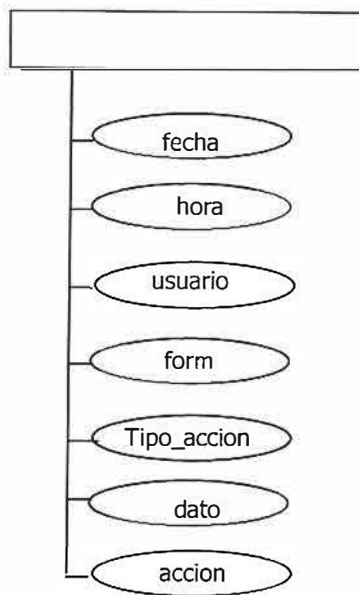 fecha
hora
usuario
form
Tipo_accion
dato
accion